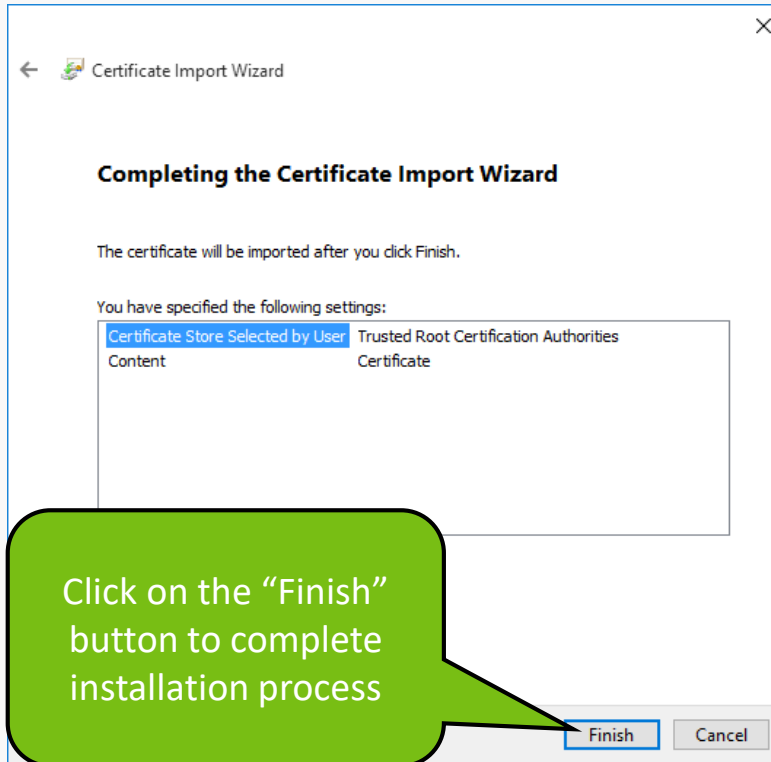 Certificate Import Wizard
Completing the Certificate Import Wizard
The certificate will be imported after you click Finish.
You have specified the following settings:
Certificate Store Selected by User Trusted Root Certification Authorities
Content Certificate
Click on the “Finish”
button to complete
installation process
Finish Cancel